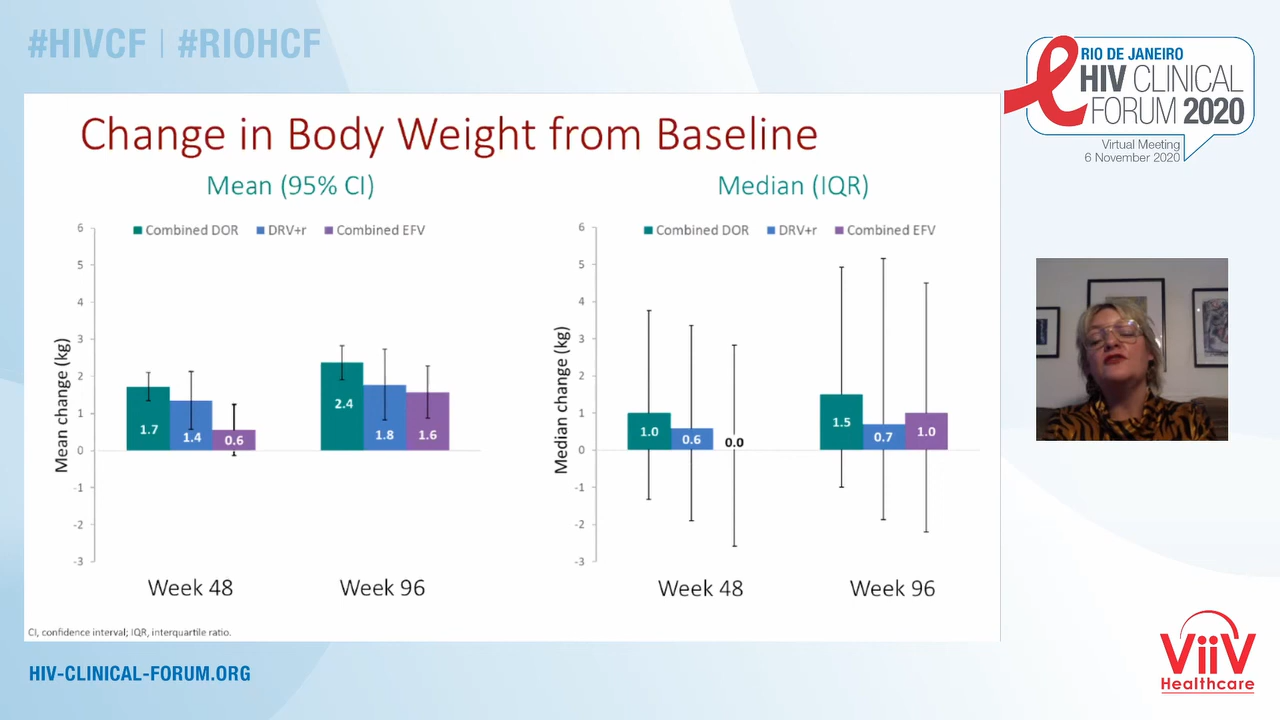 #HIVCF | #RIOHCF
RIO DE JANEIRO
HIV CLINICAL
FORUM 2020
Virtual Meeting
6 November 2020
Change in Body Weight from Baseline
Mean (95% CI)
Combined DOR DRV+r Combined EFV
Mean change (kg)
6
5
4
3
2
1
0
-1
-2
-3
1.7 1.4 0.6
2.4 1.8 1.6
Week 48 Week 96
Median (IQR)
Combined DOR DRV+r Combined EFV
Median change (kg)
6
5
4
3
2
1
0
-1
-2
-3
1.0 0.6 0.0
1.5 0.7 1.0
Week 48 Week 96
CI, confidence interval; IQR, interquartile ratio.
HIV-CLINICAL-FORUM.ORG
ViiV
Healthcare